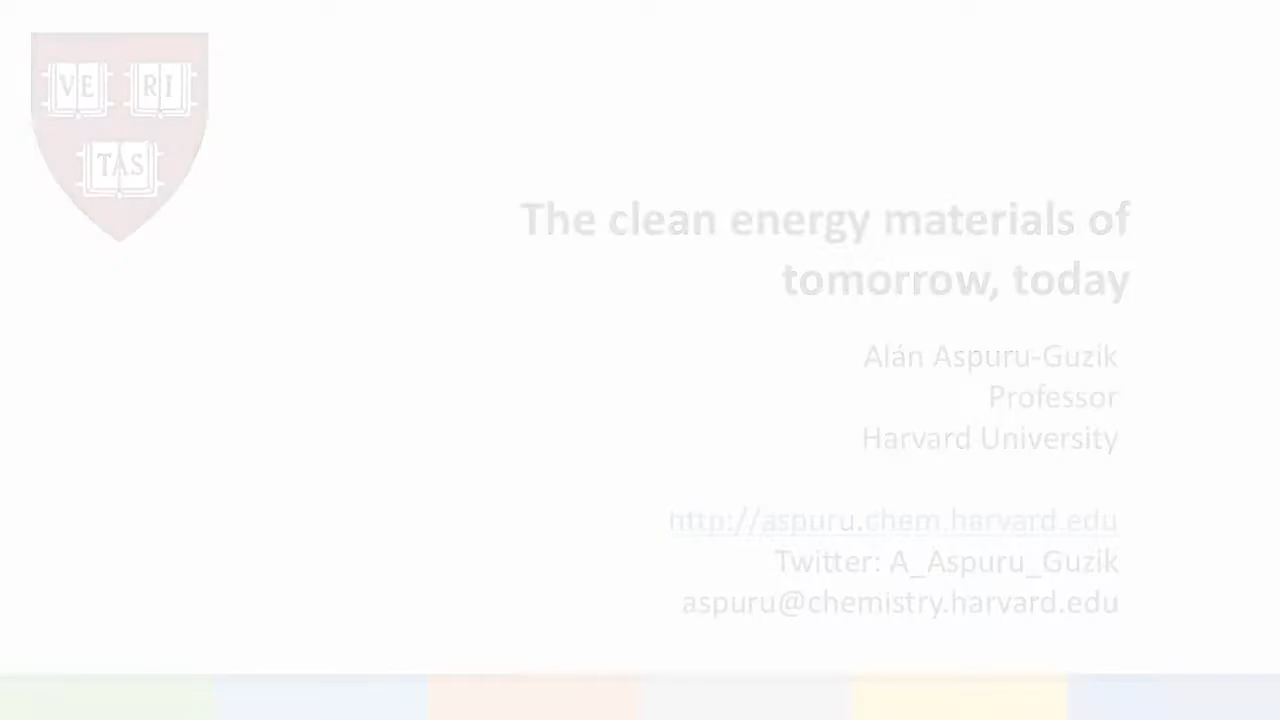 VE RI
TAS
The clean energy materials of
tomorrow, today
Alán Aspuru-Guzik
Professor
Harvard University
http://aspuru.chem.harvard.edu
Twitter: A_Aspuru_Guzik
aspuru@chemistry.harvard.edu